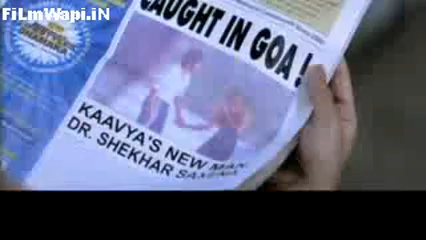 FiLmWapi.iN
CAUGHT IN GOA!
KAAVYA'S NEW MAN
DR. SHEKHAR